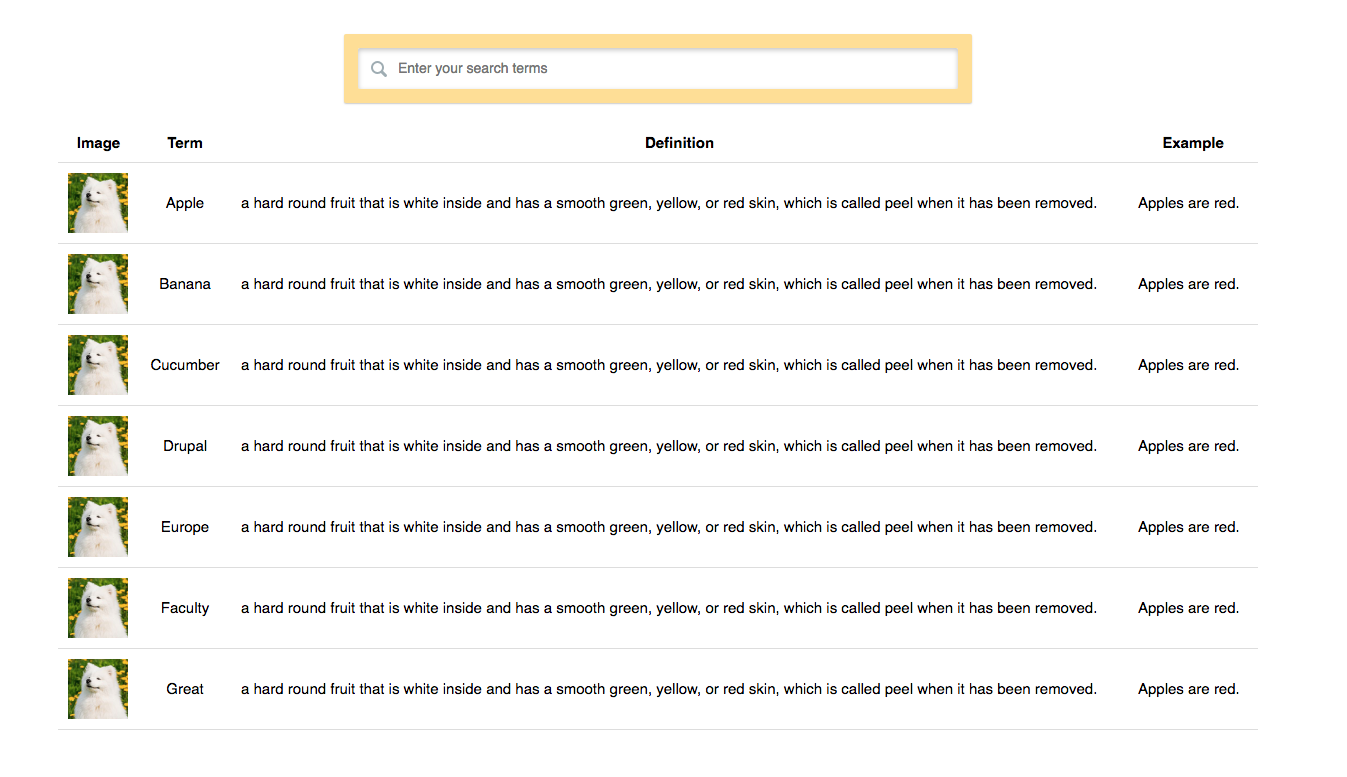 Enter your search terms
Image Term Definition Example
Apple a hard round fruit that is white inside and has a smooth green, yellow, or red skin, which is called peel when it has been removed. Apples are red.
Banana a hard round fruit that is white inside and has a smooth green, yellow, or red skin, which is called peel when it has been removed. Apples are red.
Cucumber a hard round fruit that is white inside and has a smooth green, yellow, or red skin, which is called peel when it has been removed. Apples are red.
Drupal a hard round fruit that is white inside and has a smooth green, yellow, or red skin, which is called peel when it has been removed. Apples are red.
Europe a hard round fruit that is white inside and has a smooth green, yellow, or red skin, which is called peel when it has been removed. Apples are red.
Faculty a hard round fruit that is white inside and has a smooth green, yellow, or red skin, which is called peel when it has been removed. Apples are red.
Great a hard round fruit that is white inside and has a smooth green, yellow, or red skin, which is called peel when it has been removed. Apples are red.